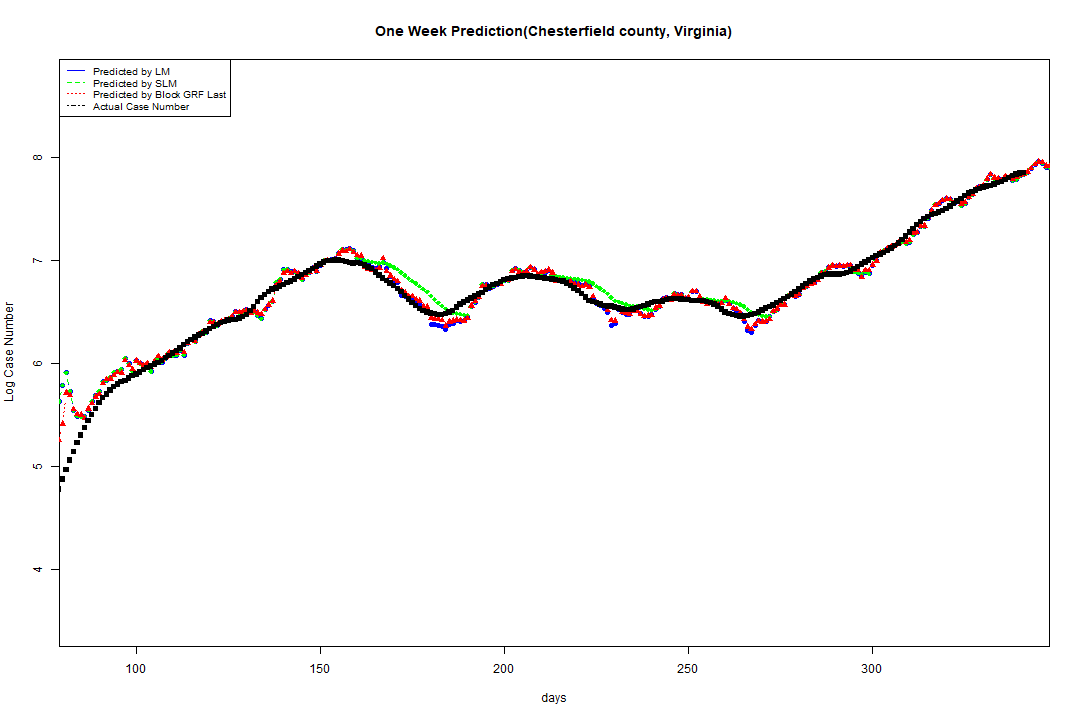 One Week Prediction(Chesterfield county, Virginia)
Predicted by LM
Predicted by SLM
Predicted by Block GRF Last
Actual Case Number
8
7
6
5
4
Log Case Number
100 150 200 250 300
days